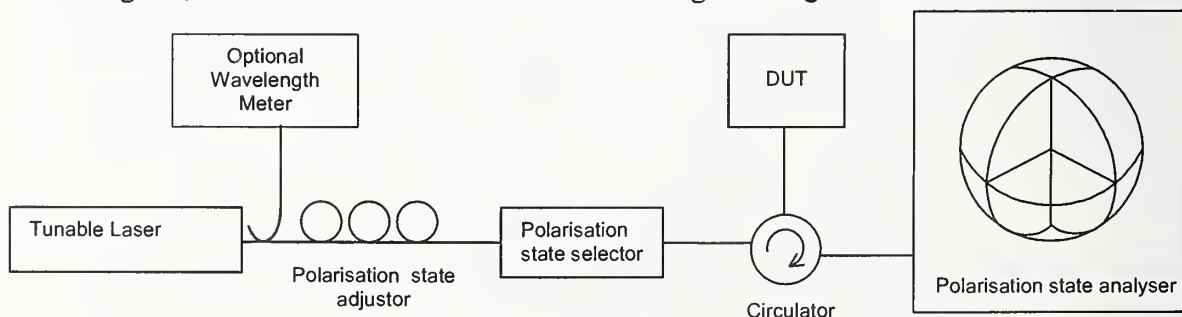 Optional
Wavelength
Meter
DUT
Tunable Laser
Polarisation state
adjustor
Polarisation
state selector
Circulator
Polarisation state analyser